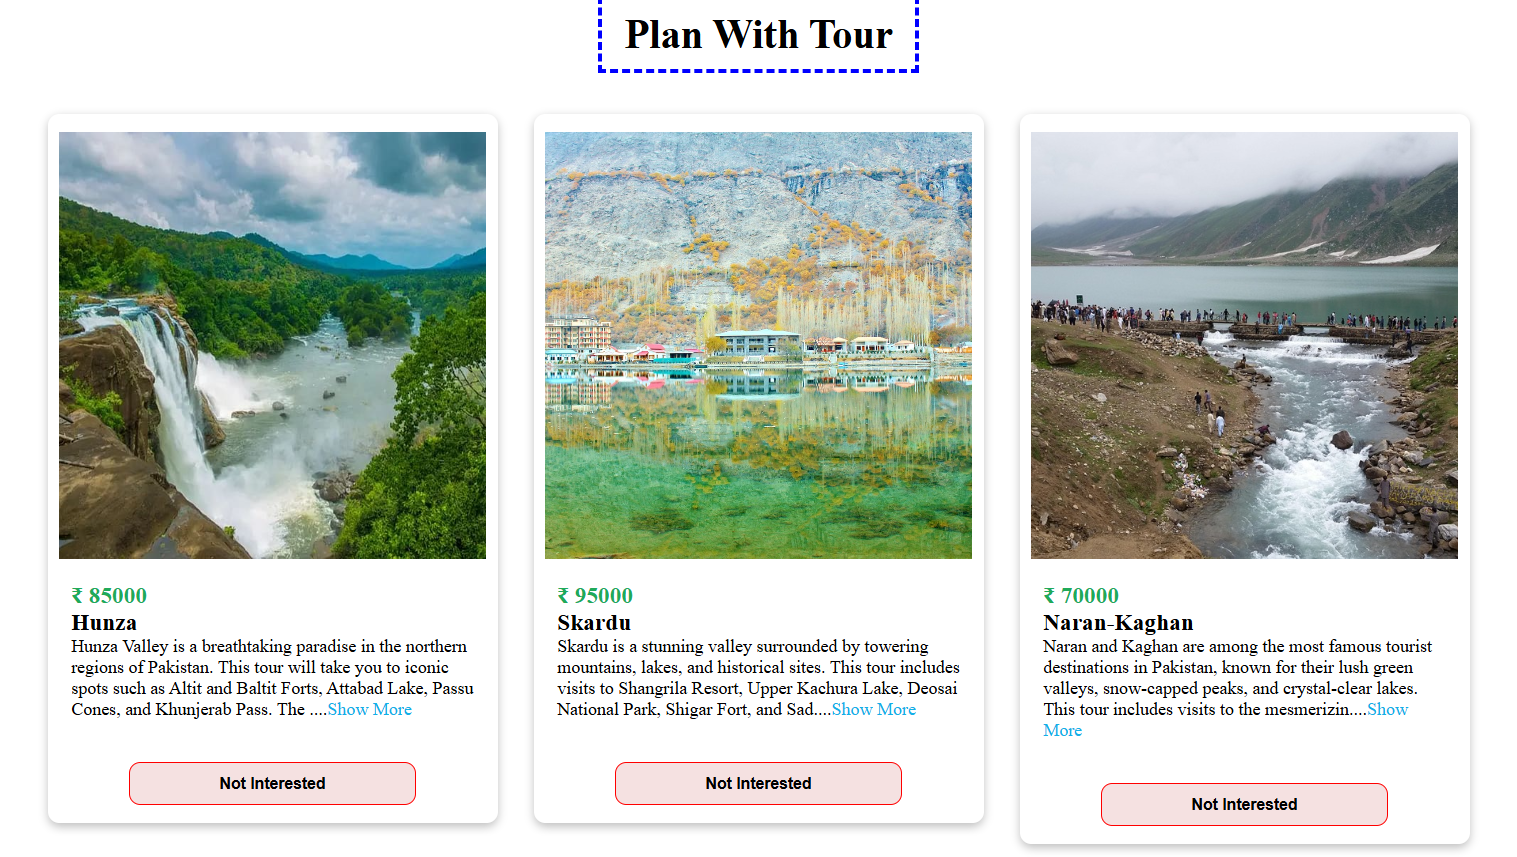 Plan With Tour
₹ 85000
Hunza
Hunza Valley is a breathtaking paradise in the northern
regions of Pakistan. This tour will take you to iconic
spots such as Altit and Baltit Forts, Attabad Lake, Passu
Cones, and Khunjerab Pass. The ....Show More
Not Interested
₹ 95000
Skardu
Skardu is a stunning valley surrounded by towering
mountains, lakes, and historical sites. This tour includes
visits to Shangrila Resort, Upper Kachura Lake, Deosai
National Park, Shigar Fort, and Sad....Show More
Not Interested
₹ 70000
Naran-Kaghan
Naran and Kaghan are among the most famous tourist
destinations in Pakistan, known for their lush green
valleys, snow-capped peaks, and crystal-clear lakes.
This tour includes visits to the mesmerizin....Show
More
Not Interested